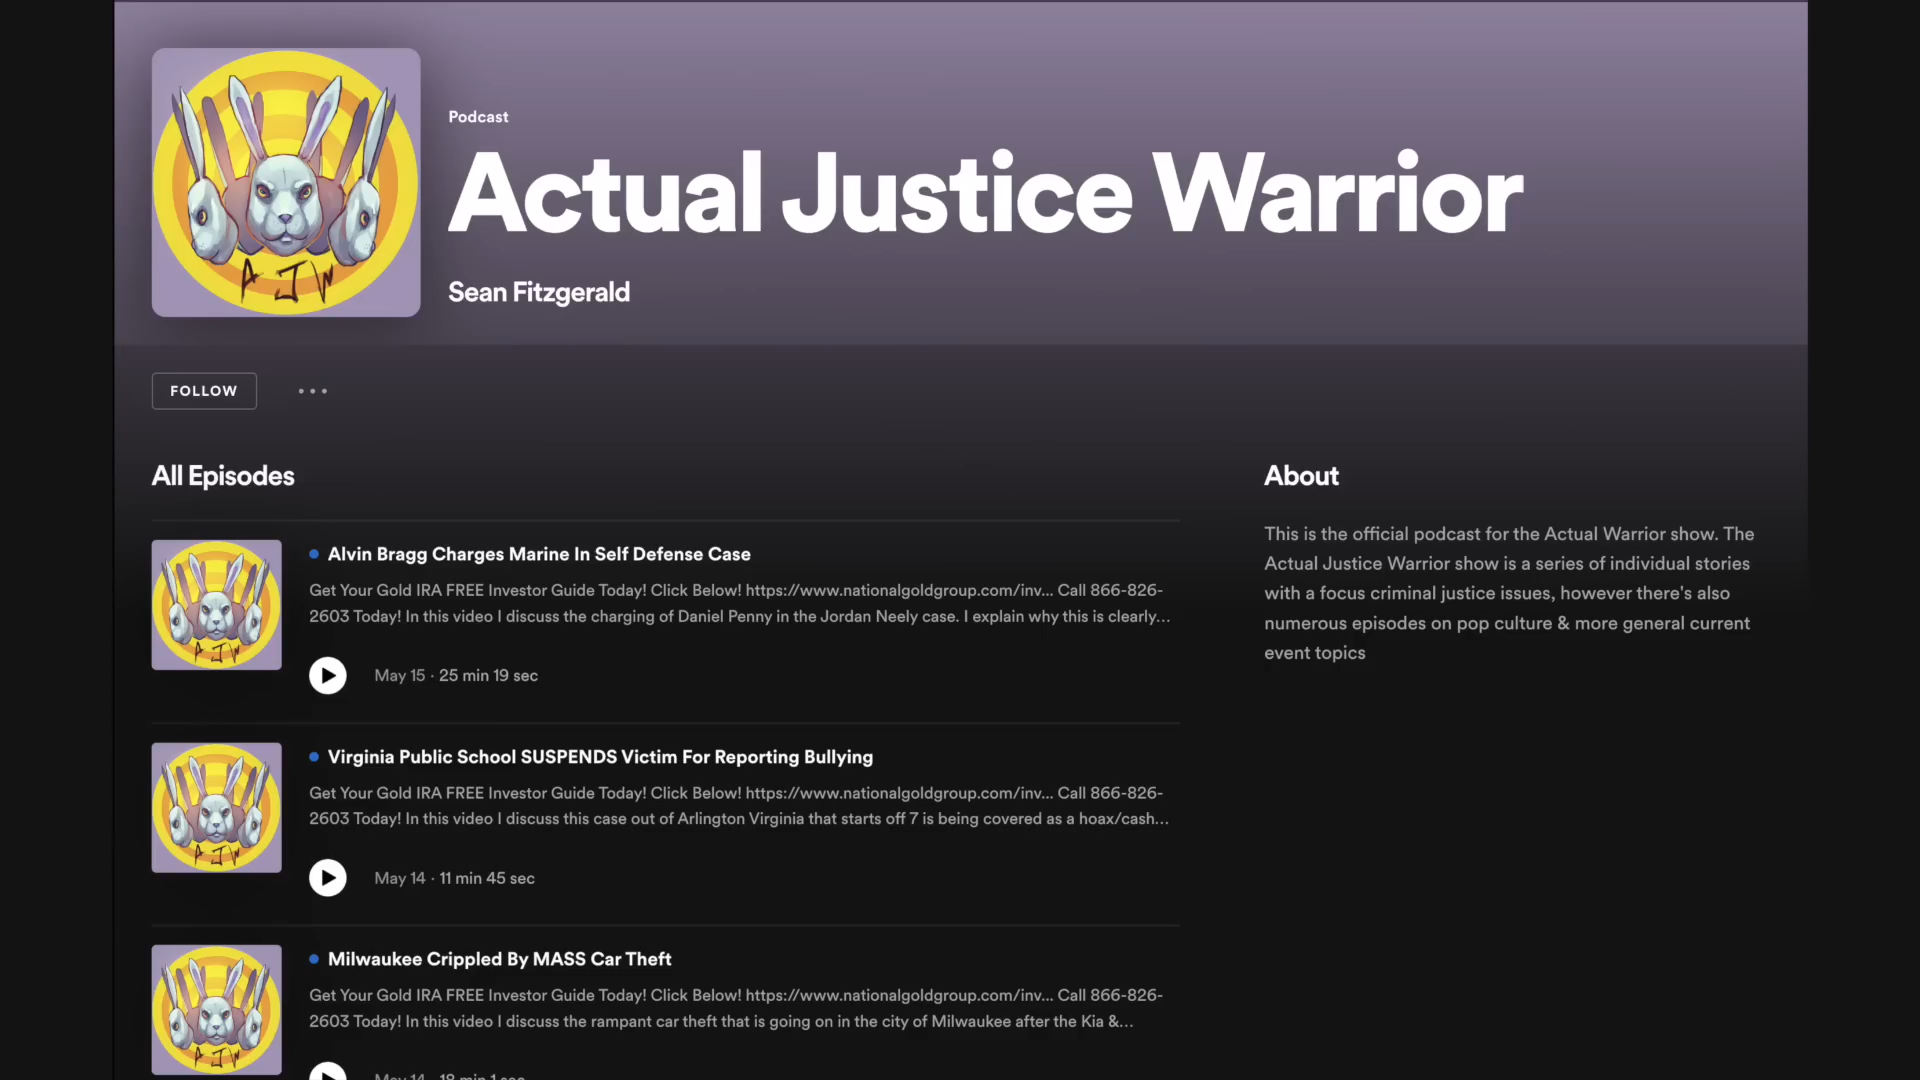 Podcast
Actual Justice Warrior
Sean Fitzgerald
AJW
FOLLOW
All Episodes
About
This is the official podcast for the Actual Warrior show. The
Actual Justice Warrior show is a series of individual stories
with a focus criminal justice issues, however there's also
numerous episodes on pop culture & more general current
event topics
AJW
Alvin Bragg Charges Marine In Self Defense Case
Get Your Gold IRA FREE Investor Guide Today! Click Below! https://www.nationalgoldgroup.com/inv... Call 866-826-
2603 Today! In this video I discuss the charging of Daniel Penny in the Jordan Neely case. I explain why this is clearly...
May 15 · 25 min 19 sec
AJW
Virginia Public School SUSPENDS Victim For Reporting Bullying
Get Your Gold IRA FREE Investor Guide Today! Click Below! https://www.nationalgoldgroup.com/inv... Call 866-826-
2603 Today! In this video I discuss this case out of Arlington Virginia that starts off 7 is being covered as a hoax/cash...
May 14 · 11 min 45 sec
AJW
Milwaukee Crippled By MASS Car Theft
Get Your Gold IRA FREE Investor Guide Today! Click Below! https://www.nationalgoldgroup.com/inv... Call 866-826-
2603 Today! In this video I discuss the rampant car theft that is going on in the city of Milwaukee after the Kia &...
May 14 · 18 min 1 sec